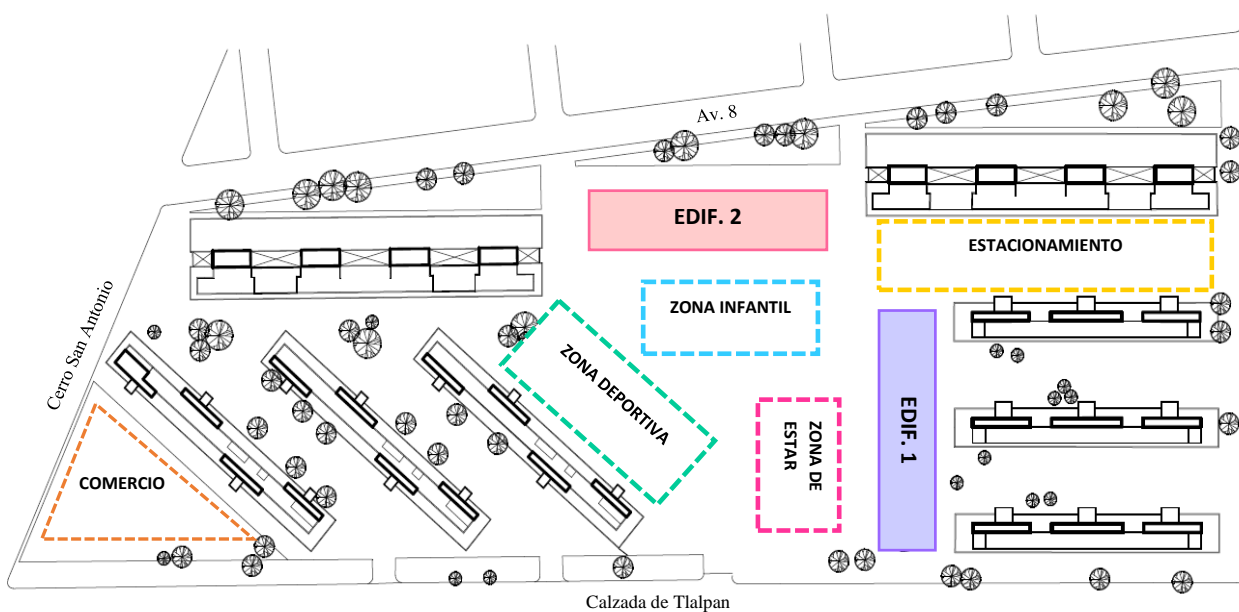 Av. 8
EDIF. 2
ESTACIONAMIENTO
ZONA INFANTIL
Cerro San Antonio
ZONA DEPORTIVA
EDIF. 1
ZONA DE
ESTAR
COMERCIO
Calzada de Tlalpan